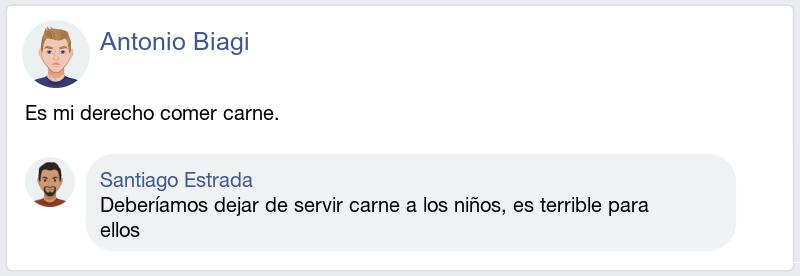 Antonio Biagi
Es mi derecho comer carne.
Santiago Estrada
Deberíamos dejar de servir carne a los niños, es terrible para
ellos